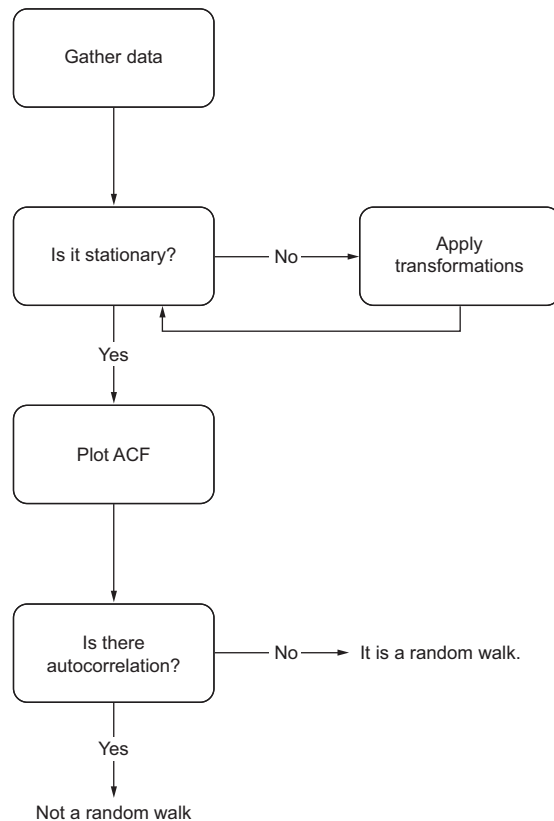 Gather data
Is it stationary?
No
Apply
transformations
Yes
Plot ACF
Is there
autocorrelation?
No
It is a random walk.
Yes
Not a random walk